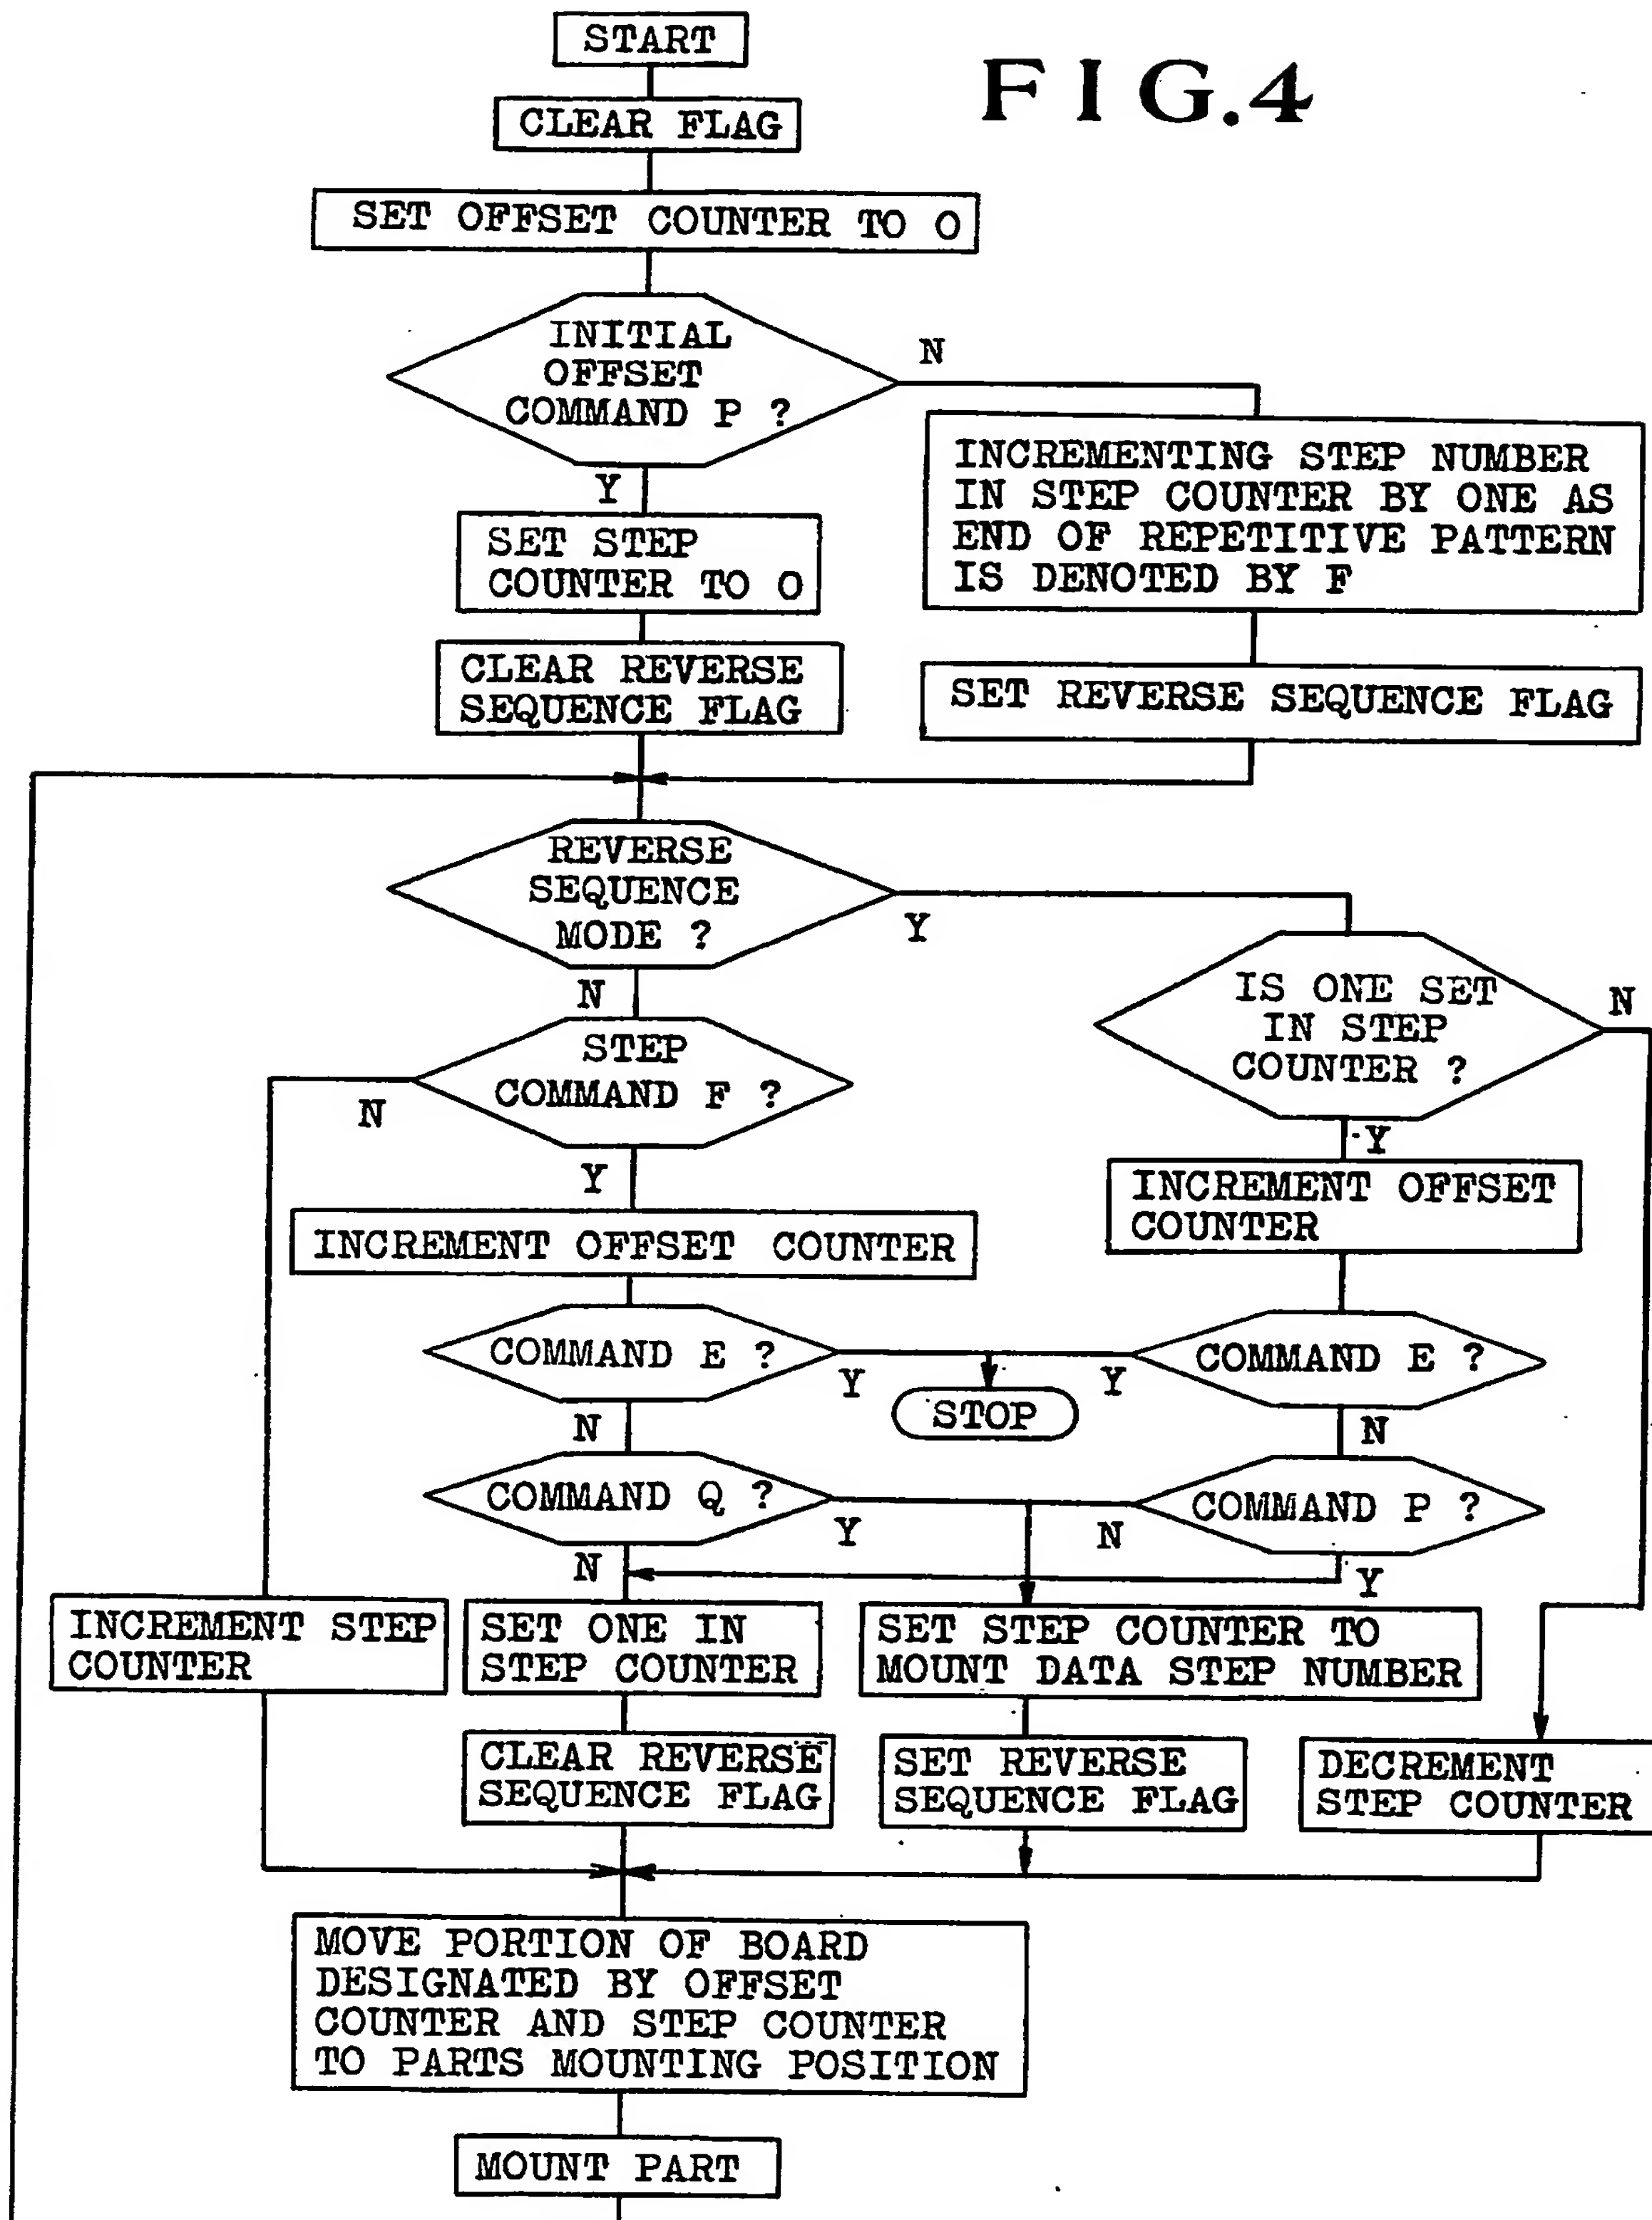 START
FIG.4
CLEAR FLAG
SET OFFSET COUNTER TO 0
INITIAL
OFFSET
COMMAND P ?
N
Y
INCREMENTING STEP NUMBER
IN STEP COUNTER BY ONE AS
END OF REPETITIVE PATTERN
IS DENOTED BY F
SET STEP
COUNTER TO 0
CLEAR REVERSE
SEQUENCE FLAG
SET REVERSE SEQUENCE FLAG
REVERSE
SEQUENCE
MODE ?
Y
N
IS ONE SET
IN STEP
COUNTER ?
N
Y
STEP
COMMAND F ?
N
Y
INCREMENT OFFSET
COUNTER
INCREMENT OFFSET COUNTER
COMMAND E ?
Y
N
STOP
COMMAND E ?
Y
N
COMMAND Q ?
Y
N
COMMAND P ?
N
Y
INCREMENT STEP
COUNTER
SET ONE IN
STEP COUNTER
SET STEP COUNTER TO
MOUNT DATA STEP NUMBER
CLEAR REVERSE
SEQUENCE FLAG
SET REVERSE
SEQUENCE FLAG
DECREMENT
STEP COUNTER
MOVE PORTION OF BOARD
DESIGNATED BY OFFSET
COUNTER AND STEP COUNTER
TO PARTS MOUNTING POSITION
MOUNT PART